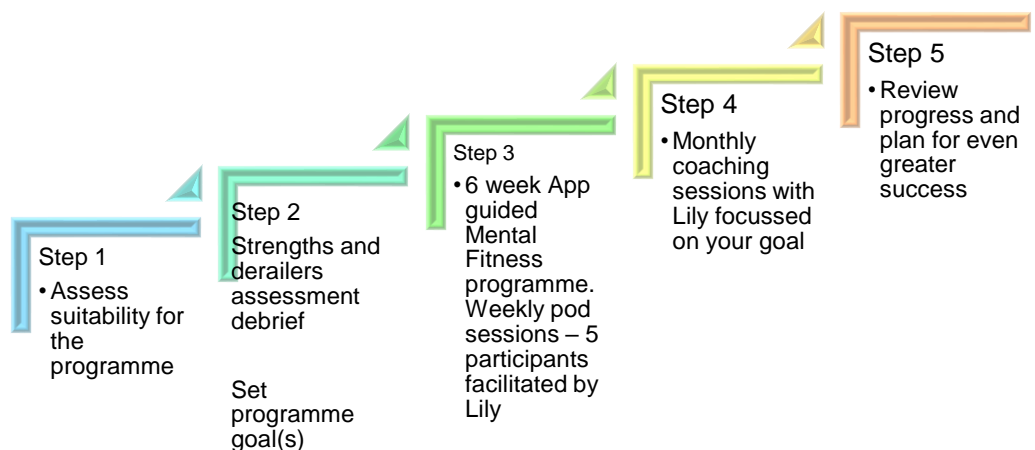 Step 1
•Assess
suitability for
the
programme
Step 2
Strengths and
derailers
assessment
debrief
Set
programme
goal(s)
Step 3
•6 week App
guided
Mental
Fitness
programme.
Weekly pod
sessions – 5
participants
facilitated by
Lily
Step 4
•Monthly
coaching
sessions with
Lily focussed
on your goal
Step 5
•Review
progress and
plan for even
greater
success